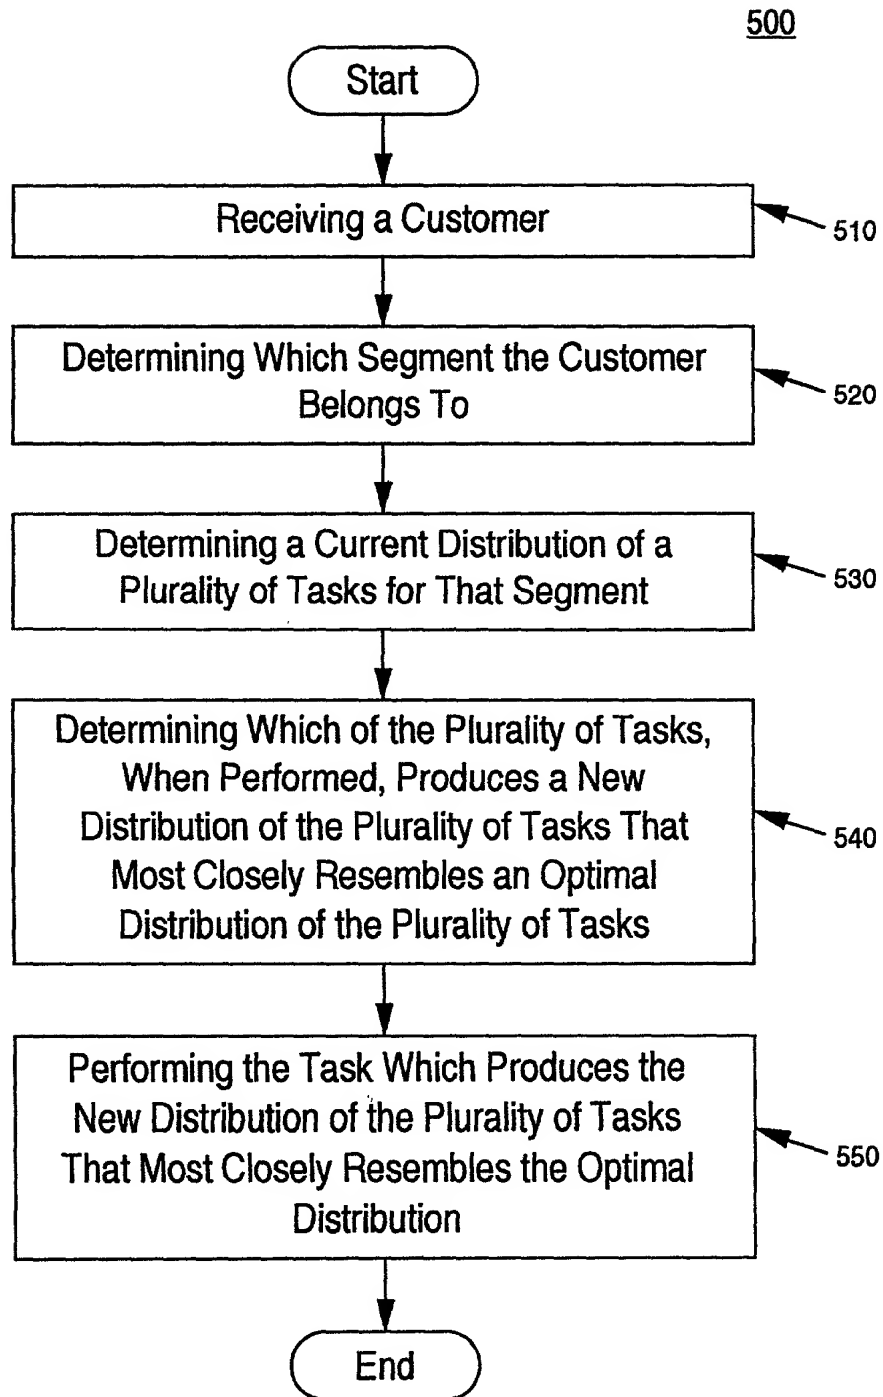 500
Start
Receiving a Customer
510
Determining Which Segment the Customer
Belongs To
520
Determining a Current Distribution of a
Plurality of Tasks for That Segment
530
Determining Which of the Plurality of Tasks,
When Performed, Produces a New
Distribution of the Plurality of Tasks That
Most Closely Resembles an Optimal
Distribution of the Plurality of Tasks
540
Performing the Task Which Produces the
New Distribution of the Plurality of Tasks
That Most Closely Resembles the Optimal
Distribution
550
End